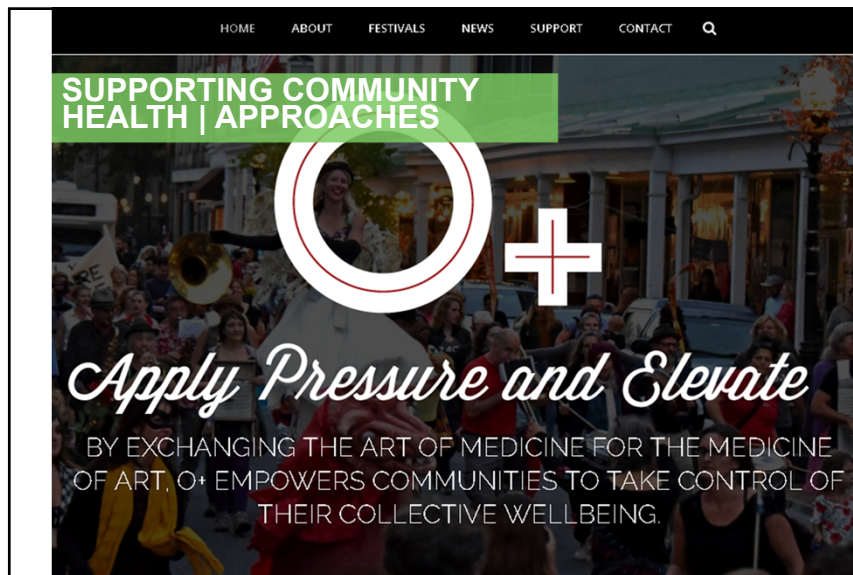 HOME ABOUT FESTIVALS NEWS SUPPORT CONTACT
SUPPORTING COMMUNITY
HEALTH | APPROACHES
O+
Apply Pressure and Elevate
BY EXCHANGING THE ART OF MEDICINE FOR THE MEDICINE
OF ART, O+ EMPOWERS COMMUNITIES TO TAKE CONTROL OF
THEIR COLLECTIVE WELLBEING.